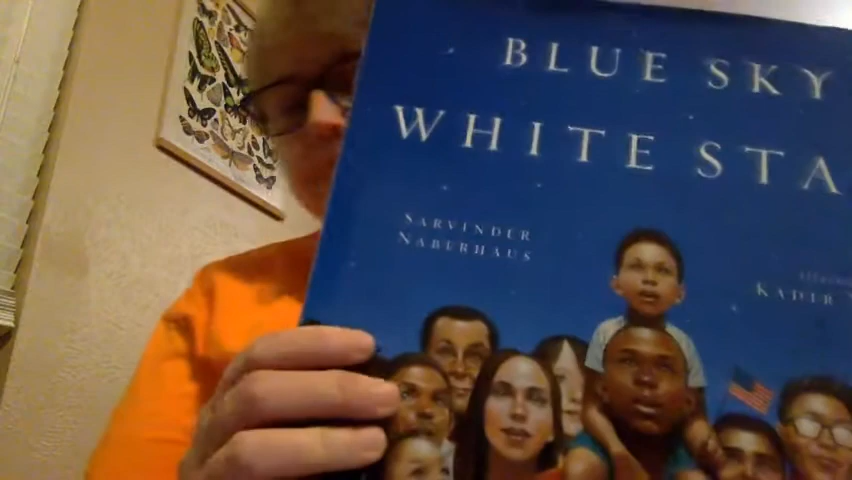 BLUE SKY
WHITE STA
SARVINDER
NABERHAUS
KADIR